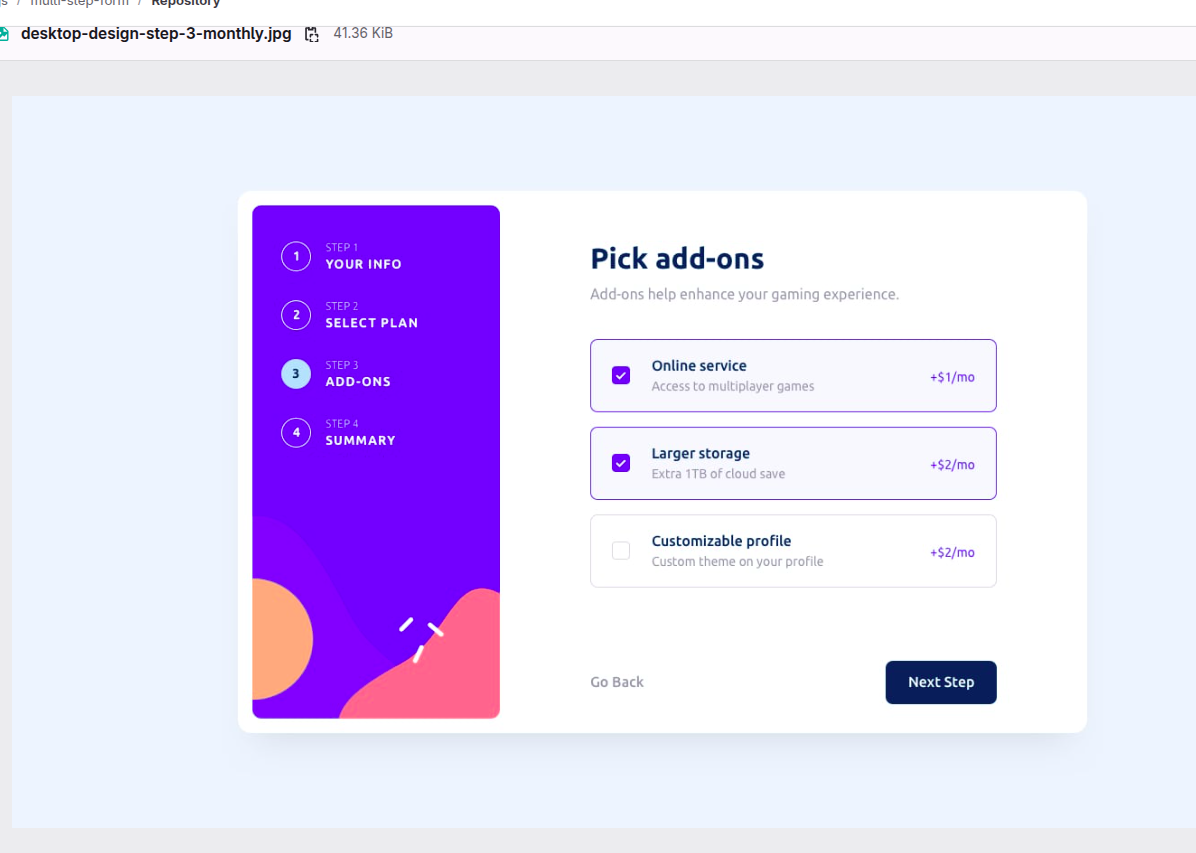 s / multi-step-form / Repository
desktop-design-step-3-monthly.jpg 41.36 KiB
1 STEP 1
YOUR INFO
2 STEP 2
SELECT PLAN
3 STEP 3
ADD-ONS
4 STEP 4
SUMMARY
Pick add-ons
Add-ons help enhance your gaming experience.
Online service
Access to multiplayer games
+$1/mo
Larger storage
Extra 1TB of cloud save
+$2/mo
Customizable profile
Custom theme on your profile
+$2/mo
Go Back
Next Step